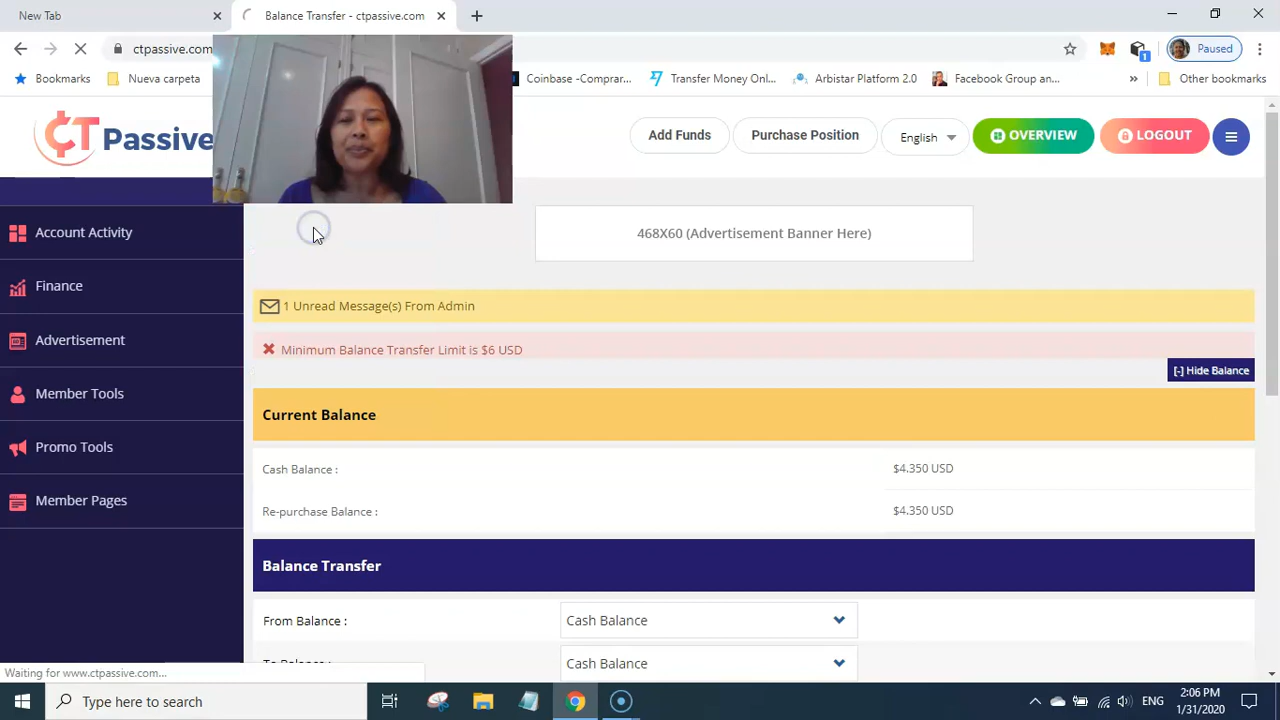 New Tab
Balance Transfer - ctpassive.com
ctpassive.com
Paused
Bookmarks
Nueva carpeta
Coinbase -Comprar...
Transfer Money Onl...
Arbistar Platform 2.0
Facebook Group an...
Other bookmarks
CT Passive
Add Funds
Purchase Position
English
OVERVIEW
LOGOUT
Account Activity
Finance
Advertisement
Member Tools
Promo Tools
Member Pages
468X60 (Advertisement Banner Here)
1 Unread Message(s) From Admin
Minimum Balance Transfer Limit is $6 USD
[-] Hide Balance
Current Balance
Cash Balance : $4.350 USD
Re-purchase Balance : $4.350 USD
Balance Transfer
From Balance : Cash Balance
To Balance : Cash Balance
Waiting for www.ctpassive.com...
Type here to search
ENG
2:06 PM
1/31/2020